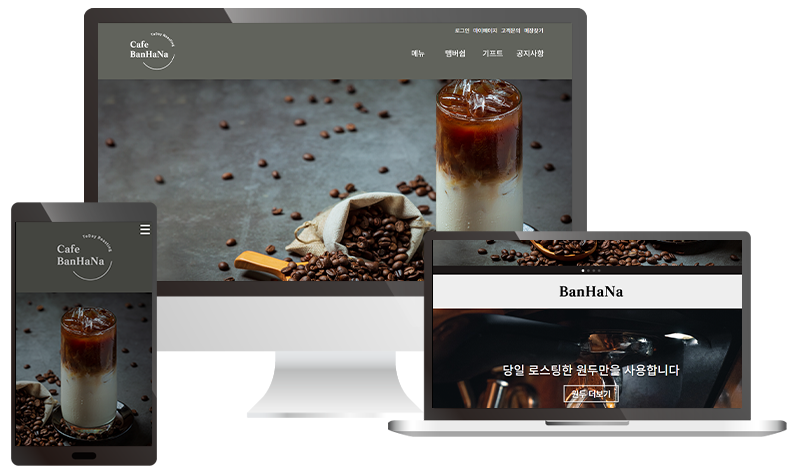 로그인 마이페이지 고객문의 매장찾기
ToDay Roasting
Cafe
BanHaNa
메뉴 멤버쉽 기프트 공지사항
ToDay Roasting
Cafe
BanHaNa
BanHaNa
당일 로스팅한 원두만을 사용합니다
원두 더보기